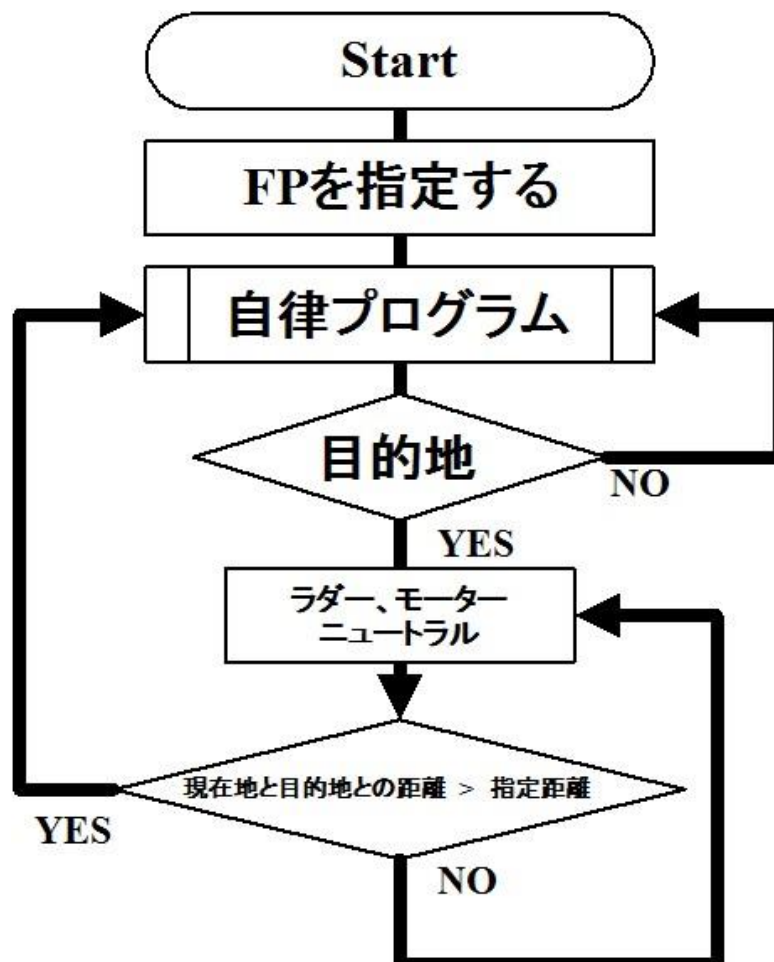 Start
FPを指定する
自律プログラム
目的地
NO
YES
ラダー、モーター
ニュートラル
現在地と目的地との距離 > 指定距離
YES
NO